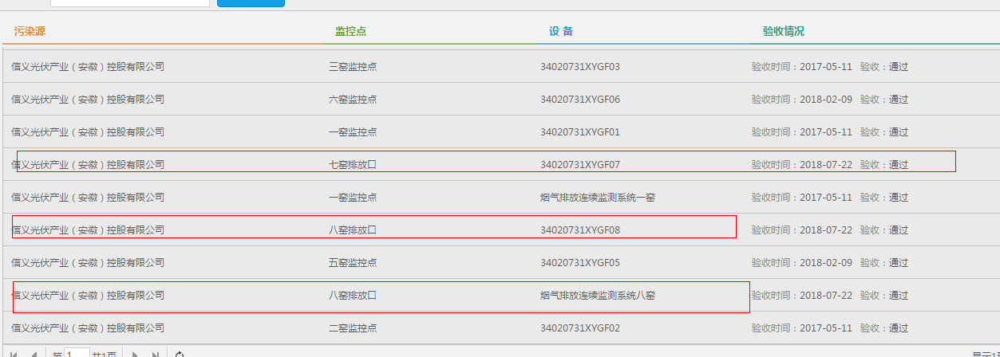 污染源 监控点 设 备 验收情况
信义光伏产业（安徽）控股有限公司 三窑监控点 34020731XYGF03 验收时间：2017-05-11 验收：通过
信义光伏产业（安徽）控股有限公司 六窑监控点 34020731XYGF06 验收时间：2018-02-09 验收：通过
信义光伏产业（安徽）控股有限公司 一窑监控点 34020731XYGF01 验收时间：2017-05-11 验收：通过
信义光伏产业（安徽）控股有限公司 七窑排放口 34020731XYGF07 验收时间：2018-07-22 验收：通过
信义光伏产业（安徽）控股有限公司 一窑监控点 烟气排放连续监测系统一窑 验收时间：2017-05-11 验收：通过
信义光伏产业（安徽）控股有限公司 八窑排放口 34020731XYGF08 验收时间：2018-07-22 验收：通过
信义光伏产业（安徽）控股有限公司 五窑监控点 34020731XYGF05 验收时间：2018-02-09 验收：通过
信义光伏产业（安徽）控股有限公司 八窑排放口 烟气排放连续监测系统八窑 验收时间：2018-07-22 验收：通过
信义光伏产业（安徽）控股有限公司 二窑监控点 34020731XYGF02 验收时间：2017-05-11 验收：通过
第 1 共1页 显示1